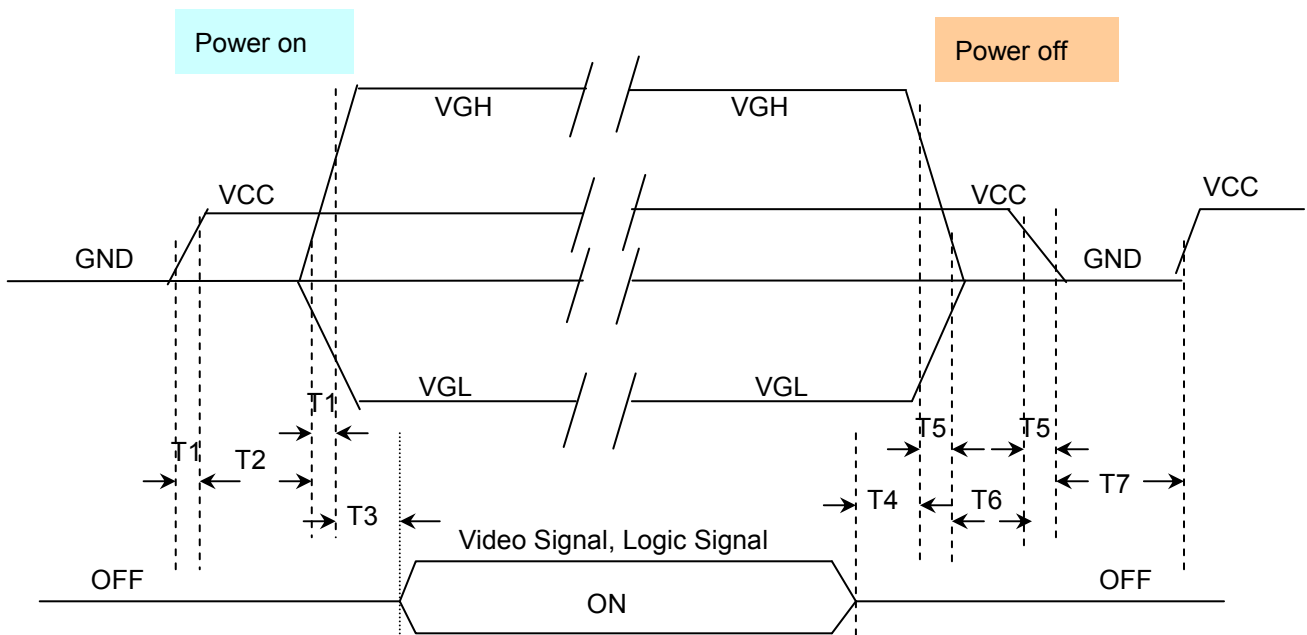 Power on
Power off
VGH
VGH
VCC
VCC
VCC
GND
GND
VGL
VGL
T1
T5
T5
T1
T2
T7
T3
T4
T6
Video Signal, Logic Signal
OFF
ON
OFF